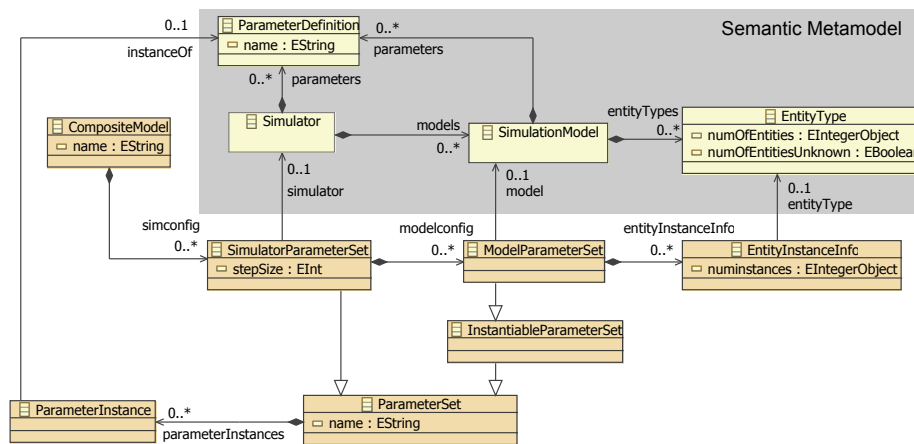 0..1
ParameterDefinition
name : EString
instanceOf
0..*
parameters
Semantic Metamodel
0..*
parameters
CompositeModel
name : EString
Simulator
models
0..*
SimulationModel
entityTypes
0..*
EntityType
numOfEntities : EIntegerObject
numOfEntitiesUnknown : EBoolean
0..1
simulator
0..1
model
0..1
entityType
simconfig
0..*
SimulatorParameterSet
stepSize : EInt
modelconfig
0..*
ModelParameterSet
entityInstanceInfo
0..*
EntityInstanceInfo
numinstances : EIntegerObject
InstantiableParameterSet
ParameterInstance
0..*
parameterInstances
ParameterSet
name : EString